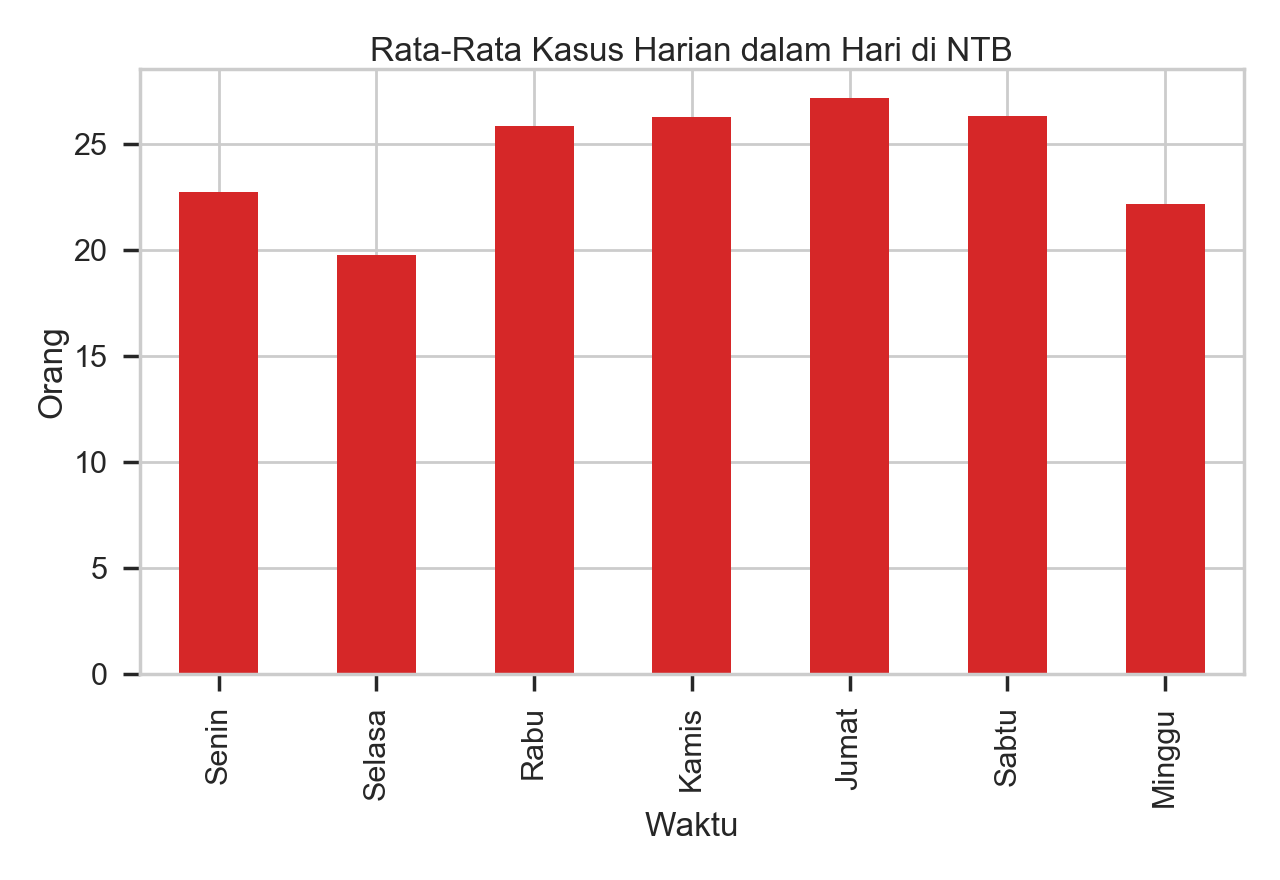 Rata-Rata Kasus Harian dalam Hari di NTB
25
20
15
10
5
0
Orang
Senin
Selasa
Rabu
Kamis
Jumat
Sabtu
Minggu
Waktu